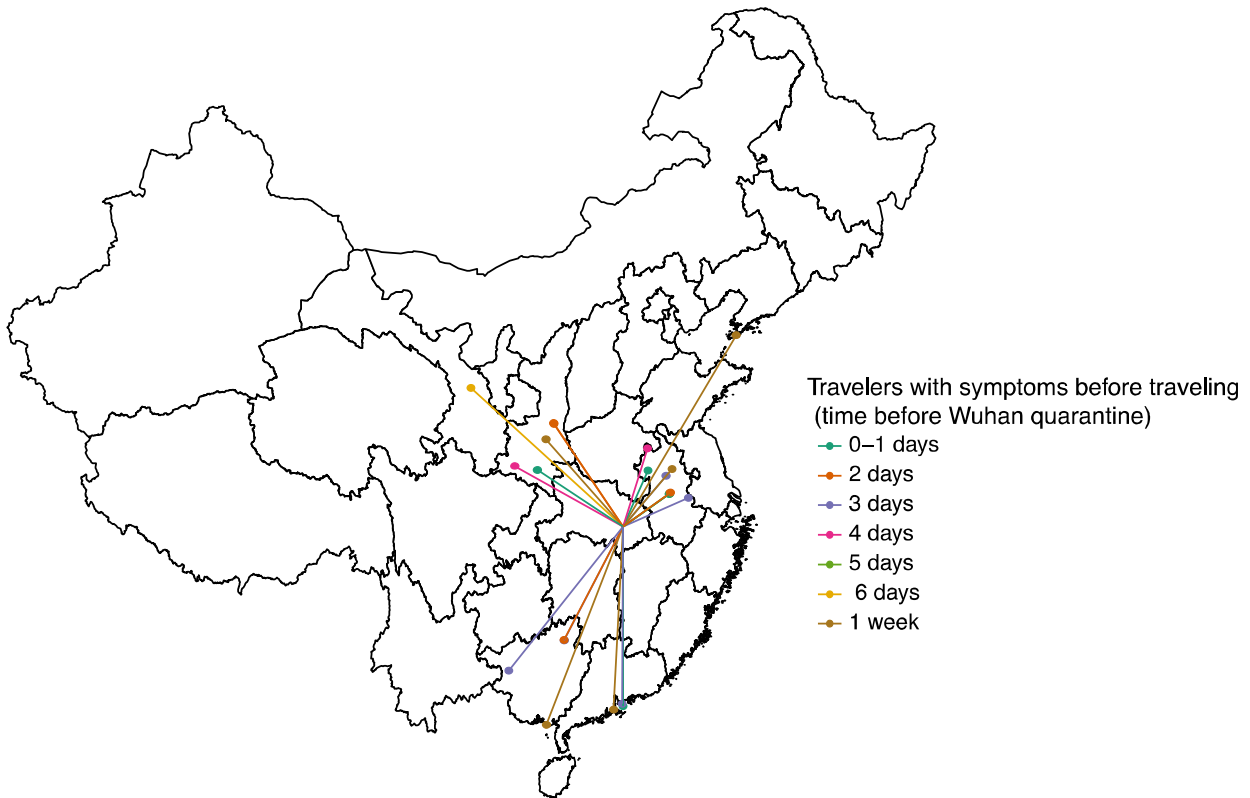 Travelers with symptoms before traveling
(time before Wuhan quarantine)
0–1 days
2 days
3 days
4 days
5 days
6 days
1 week